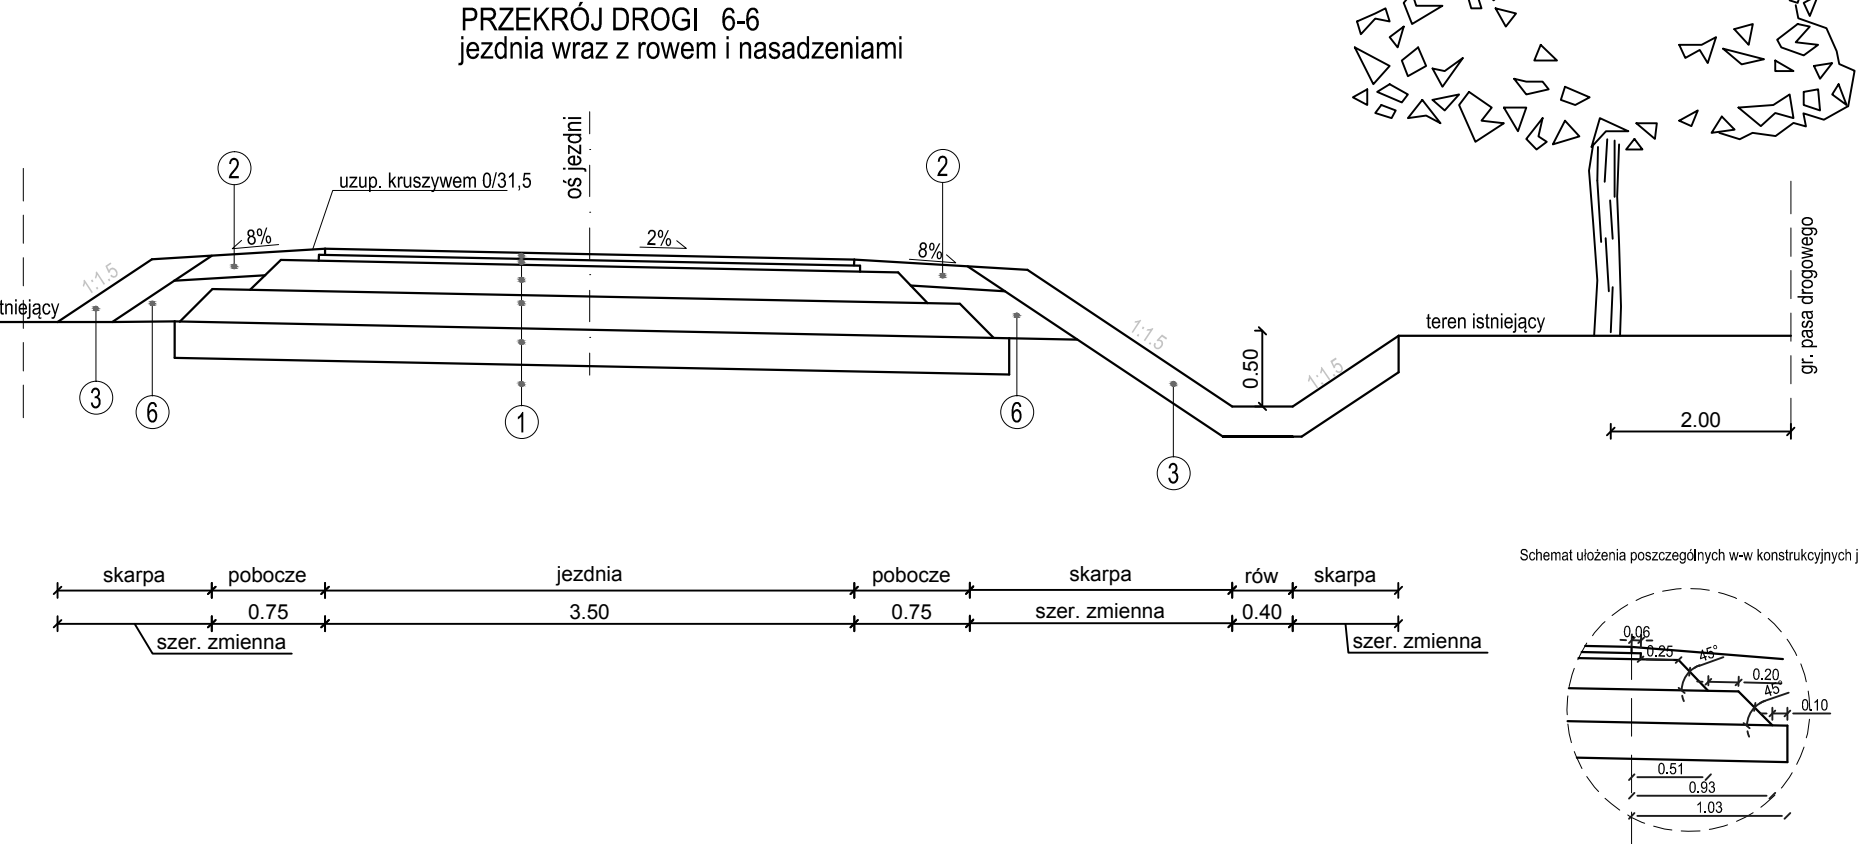 PRZEKRÓJ DROGI 6-6
jezdnia wraz z rowem i nasadzeniami
oś jezdni
2
uzup. kruszywem 0/31,5
2
8%
2%
8%
1:1.5
tniejący
1:1.5
0.50
1:1.5
teren istniejący
gr. pasa drogowego
3
6
1
6
3
2.00
skarpa
pobocze
jezdnia
pobocze
skarpa
rów
skarpa
0.75
3.50
0.75
szer. zmienna
0.40
szer. zmienna
szer. zmienna
Schemat ułożenia poszczególnych w-w konstrukcyjnych j
0.06
0.25
45°
0.20
45°
0.10
0.51
0.93
1.03